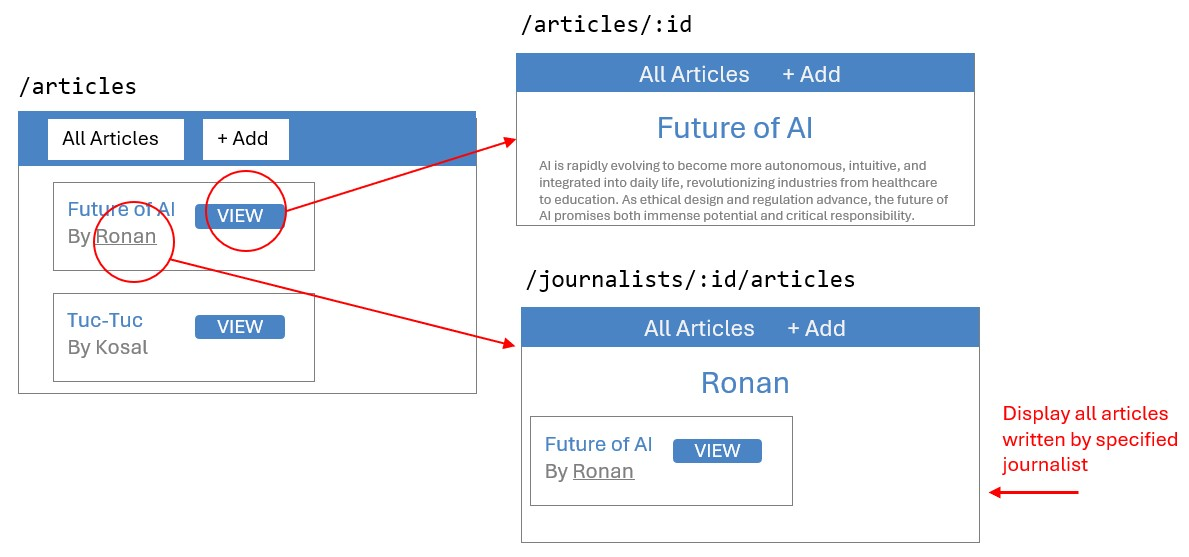 /articles
All Articles + Add
Future of AI VIEW
By Ronan
Tuc-Tuc VIEW
By Kosal
/articles/:id
All Articles + Add
Future of AI
AI is rapidly evolving to become more autonomous, intuitive, and
integrated into daily life, revolutionizing industries from healthcare
to education. As ethical design and regulation advance, the future of
AI promises both immense potential and critical responsibility.
/journalists/:id/articles
All Articles + Add
Ronan
Future of AI VIEW
By Ronan
Display all articles
written by specified
journalist